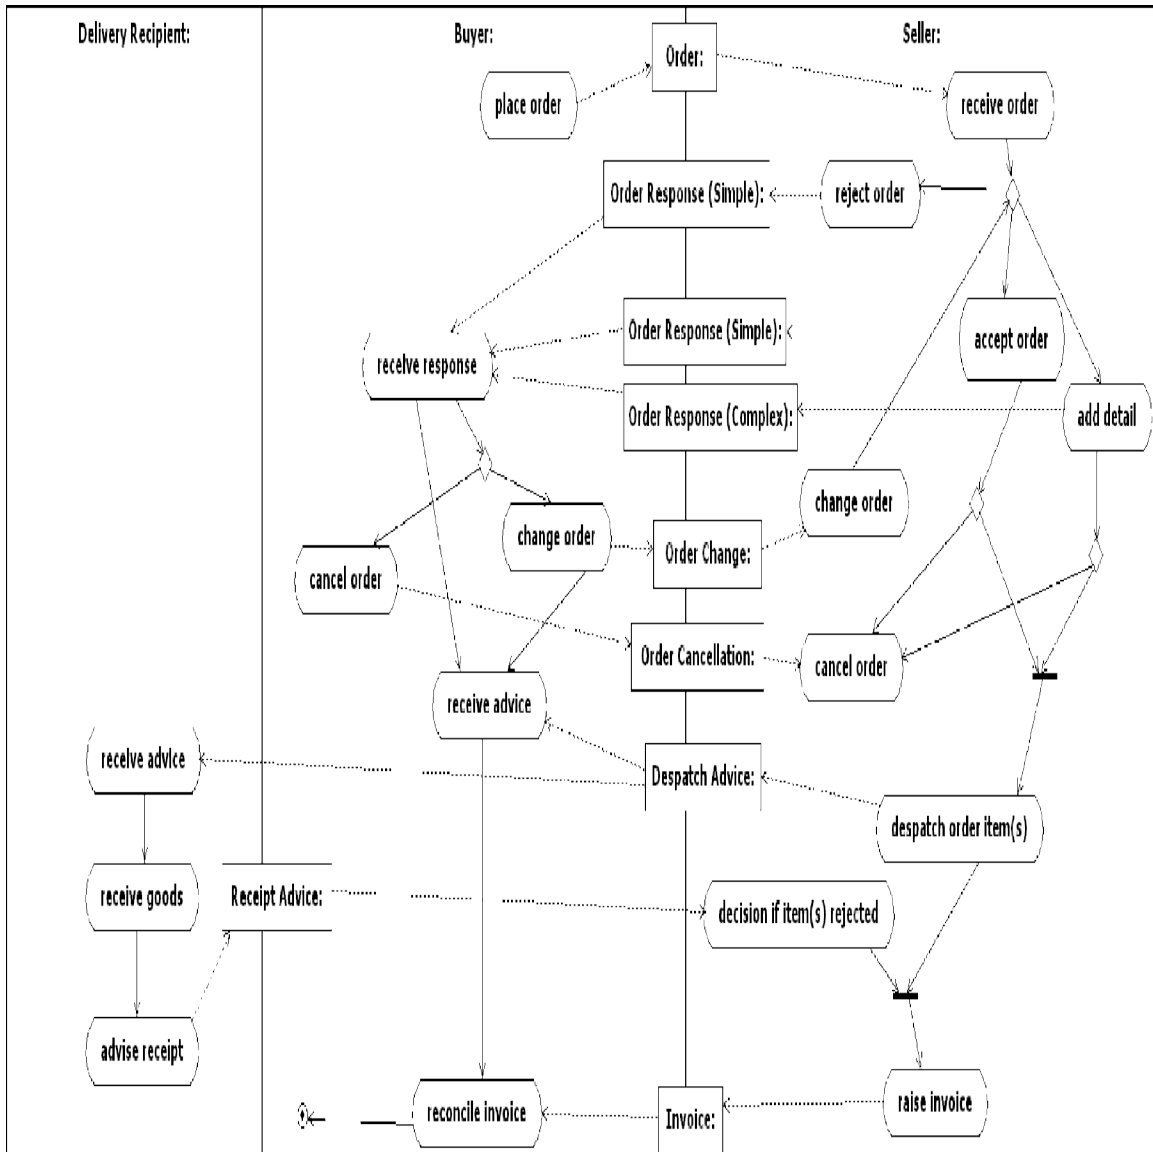 Delivery Recipient:
Buyer:
Seller:
Order:
place order
receive order
Order Response (Simple):
reject order
Order Response (Simple):
accept order
receive response
Order Response (Complex):
add detail
change order
change order
Order Change:
cancel order
Order Cancellation:
cancel order
receive advice
receive advice
Despatch Advice:
despatch order item(s)
receive goods
Receipt Advice:
decision if item(s) rejected
advise receipt
reconcile invoice
Invoice:
raise invoice